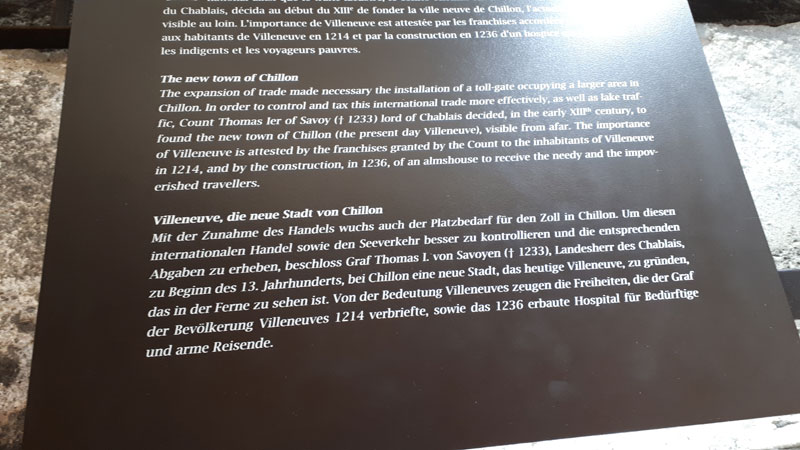 du Chablais, décida au début du XIIIᵉ de fonder la ville neuve de Chillon,
visible au loin. L'importance de Villeneuve est attestée par les franchises
aux habitants de Villeneuve en 1214 et par la construction en 1236 d'un hospice
les indigents et les voyageurs pauvres.
The new town of Chillon
The expansion of trade made necessary the installation of a toll-gate occupying a larger area in
Chillon. In order to control and tax this international trade more effectively, as well as lake traf-
fic, Count Thomas Ier of Savoy († 1233) lord of Chablais decided, in the early XIIIᵗʰ century, to
found the new town of Chillon (the present day Villeneuve), visible from afar. The importance
of Villeneuve is attested by the franchises granted by the Count to the inhabitants of Villeneuve
in 1214, and by the construction, in 1236, of an almshouse to receive the needy and the impov-
erished travellers.
Villeneuve, die neue Stadt von Chillon
Mit der Zunahme des Handels wuchs auch der Platzbedarf für den Zoll in Chillon. Um diesen
internationalen Handel sowie den Seeverkehr besser zu kontrollieren und die entsprechenden
Abgaben zu erheben, beschloss Graf Thomas I. von Savoyen († 1233), Landesherr des Chablais,
zu Beginn des 13. Jahrhunderts, bei Chillon eine neue Stadt, das heutige Villeneuve, zu gründen,
das in der Ferne zu sehen ist. Von der Bedeutung Villeneuves zeugen die Freiheiten, die der Graf
der Bevölkerung Villeneuves 1214 verbriefte, sowie das 1236 erbaute Hospital für Bedürftige
und arme Reisende.